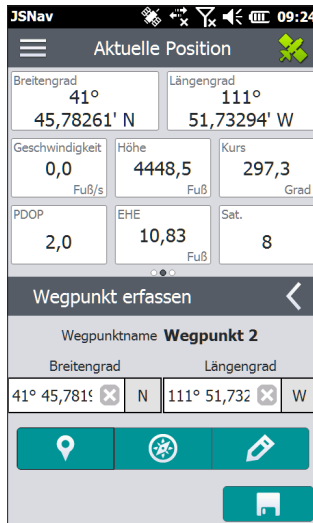 JSNav 09:24
Aktuelle Position
Breitengrad Längengrad
41° 111°
45,78261' N 51,73294' W
Geschwindigkeit Höhe Kurs
0,0 4448,5 297,3
Fuß/s Fuß Grad
PDOP EHE Sat.
2,0 10,83 8
Fuß
Wegpunkt erfassen
Wegpunktname Wegpunkt 2
Breitengrad Längengrad
41° 45,781 N 111° 51,732 W